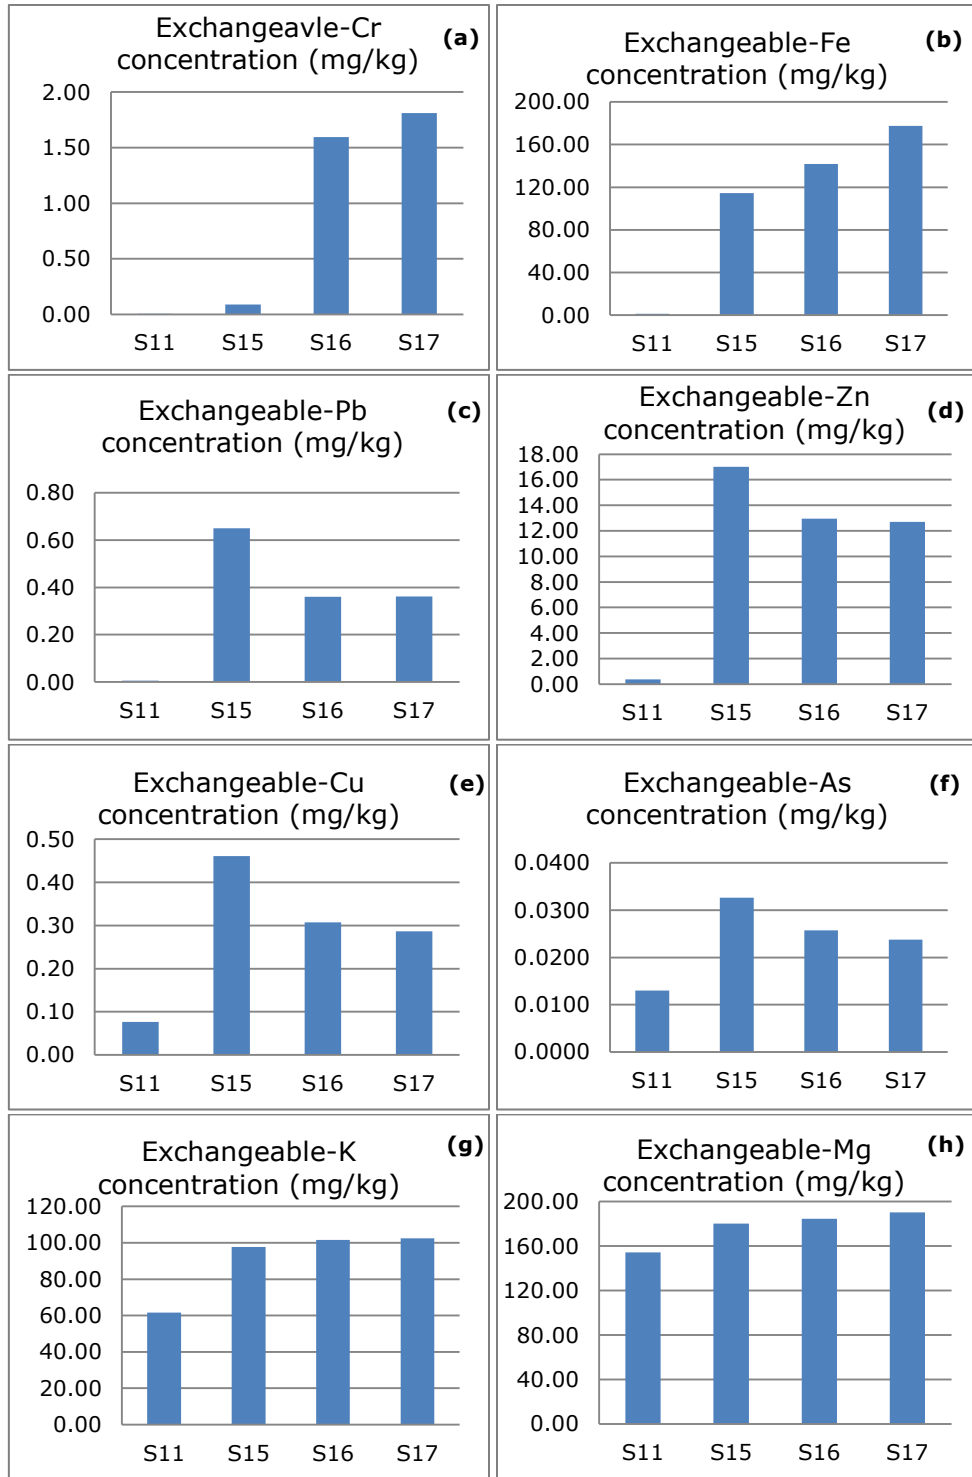 Exchangeavle-Cr
concentration (mg/kg)
(a)
2.00
1.50
1.00
0.50
0.00
S11 S15 S16 S17
Exchangeable-Fe
concentration (mg/kg)
(b)
200.00
160.00
120.00
80.00
40.00
0.00
S11 S15 S16 S17
Exchangeable-Pb
concentration (mg/kg)
(c)
0.80
0.60
0.40
0.20
0.00
S11 S15 S16 S17
Exchangeable-Zn
concentration (mg/kg)
(d)
18.00
16.00
14.00
12.00
10.00
8.00
6.00
4.00
2.00
0.00
S11 S15 S16 S17
Exchangeable-Cu
concentration (mg/kg)
(e)
0.50
0.40
0.30
0.20
0.10
0.00
S11 S15 S16 S17
Exchangeable-As
concentration (mg/kg)
(f)
0.0400
0.0300
0.0200
0.0100
0.0000
S11 S15 S16 S17
Exchangeable-K
concentration (mg/kg)
(g)
120.00
100.00
80.00
60.00
40.00
20.00
0.00
S11 S15 S16 S17
Exchangeable-Mg
concentration (mg/kg)
(h)
200.00
160.00
120.00
80.00
40.00
0.00
S11 S15 S16 S17